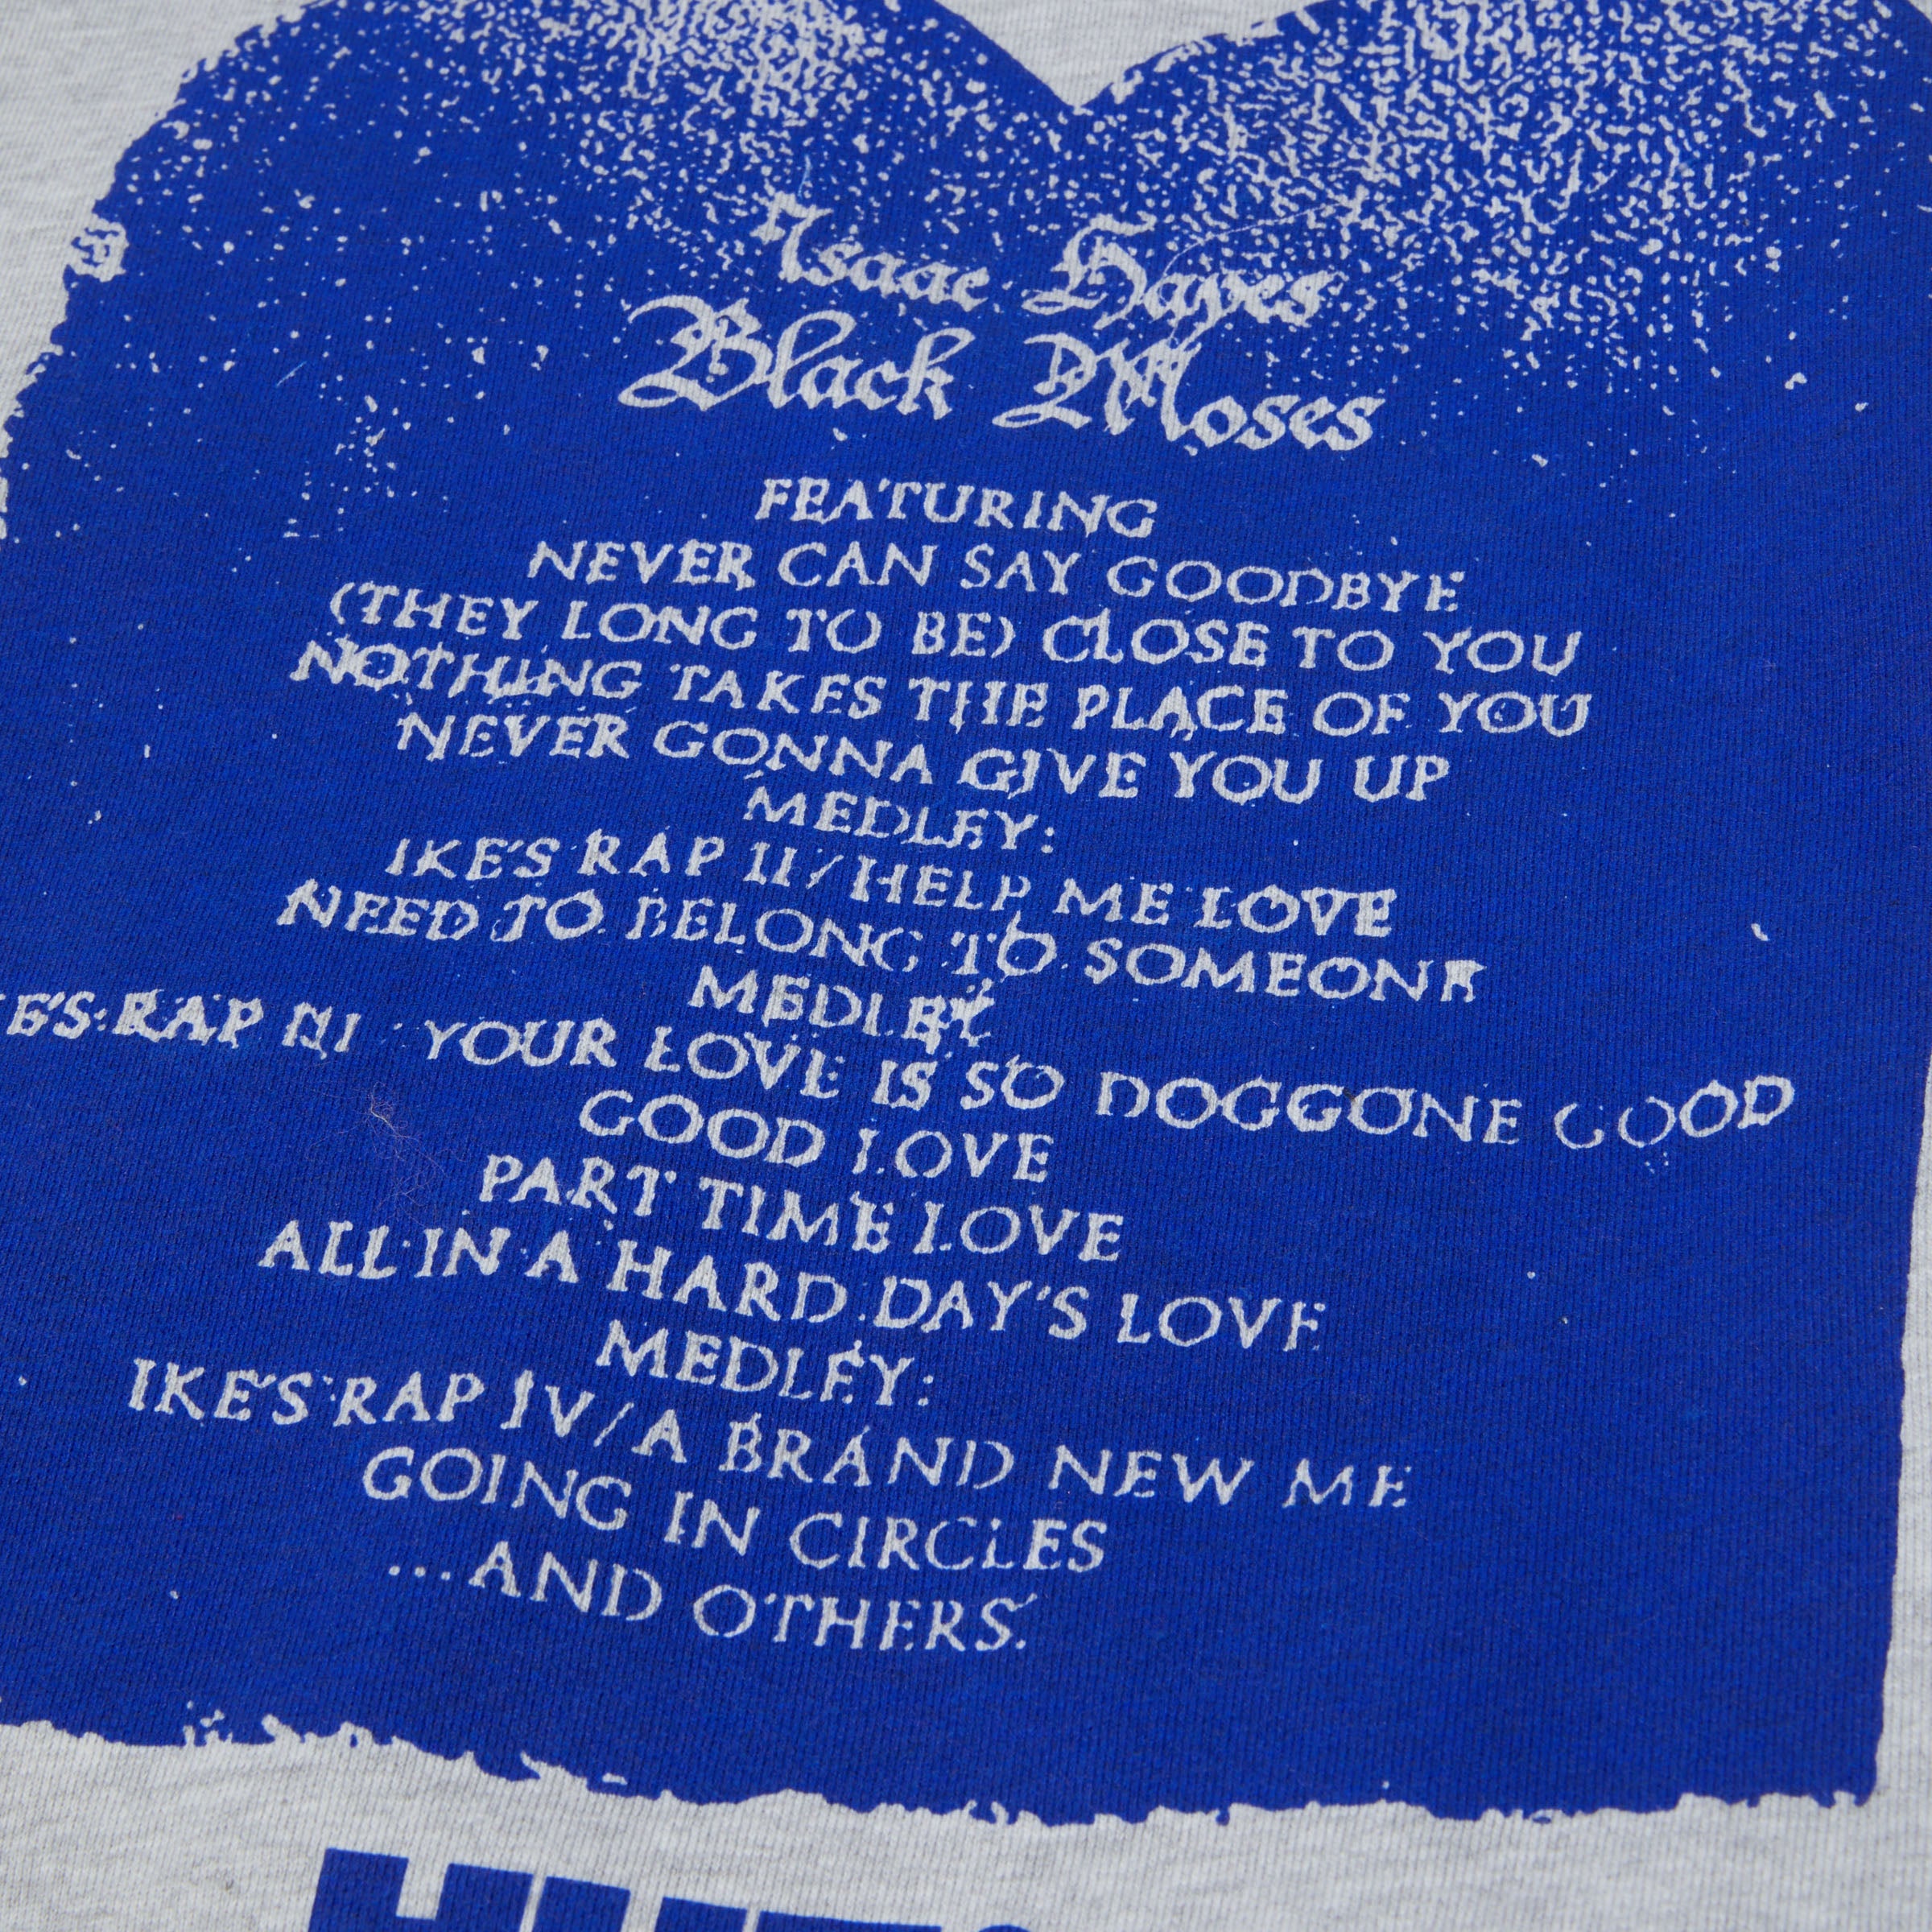 Isaac Hayes
Black Moses
FEATURING
NEVER CAN SAY GOODBYE
(THEY LONG TO BE) CLOSE TO YOU
NOTHING TAKES THE PLACE OF YOU
NEVER GONNA GIVE YOU UP
MEDLEY:
IKE'S RAP II/HELP ME LOVE
NEED TO BELONG TO SOMEONE
MEDLEY
E'S RAP III YOUR LOVE IS SO DOGGONE GOOD
GOOD LOVE
PART TIME LOVE
ALL IN A HARD DAY'S LOVE
MEDLEY:
IKE'S RAP IV/A BRAND NEW ME
GOING IN CIRCLES
...AND OTHERS.